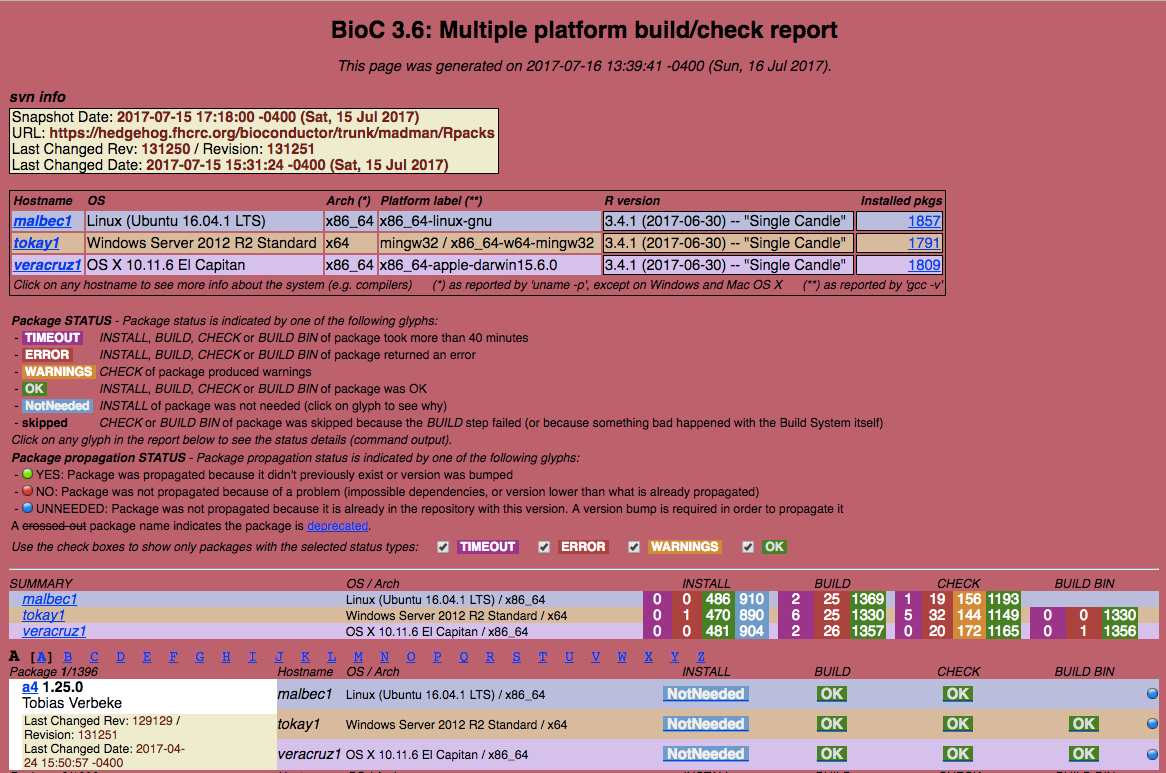 BioC 3.6: Multiple platform build/check report
This page was generated on 2017-07-16 13:39:41 -0400 (Sun, 16 Jul 2017).
svn info
Snapshot Date: 2017-07-15 17:18:00 -0400 (Sat, 15 Jul 2017)
URL: https://hedgehog.fhcrc.org/bioconductor/trunk/madman/Rpacks
Last Changed Rev: 131250 / Revision: 131251
Last Changed Date: 2017-07-15 15:31:24 -0400 (Sat, 15 Jul 2017)
Hostname OS Arch (*) Platform label (**) R version Installed pkgs
malbec1 Linux (Ubuntu 16.04.1 LTS) x86_64 x86_64-linux-gnu 3.4.1 (2017-06-30) -- "Single Candle" 1857
tokay1 Windows Server 2012 R2 Standard x64 mingw32 / x86_64-w64-mingw32 3.4.1 (2017-06-30) -- "Single Candle" 1791
veracruz1 OS X 10.11.6 El Capitan x86_64 x86_64-apple-darwin15.6.0 3.4.1 (2017-06-30) -- "Single Candle" 1809
Click on any hostname to see more info about the system (e.g. compilers) (*) as reported by 'uname -p', except on Windows and Mac OS X (**) as reported by 'gcc -v'
Package STATUS - Package status is indicated by one of the following glyphs:
- TIMEOUT INSTALL, BUILD, CHECK or BUILD BIN of package took more than 40 minutes
- ERROR INSTALL, BUILD, CHECK or BUILD BIN of package returned an error
- WARNINGS CHECK of package produced warnings
- OK INSTALL, BUILD, CHECK or BUILD BIN of package was OK
- NotNeeded INSTALL of package was not needed (click on glyph to see why)
- skipped CHECK or BUILD BIN of package was skipped because the BUILD step failed (or because something bad happened with the Build System itself)
Click on any glyph in the report below to see the status details (command output).
Package propagation STATUS - Package propagation status is indicated by one of the following glyphs:
- YES: Package was propagated because it didn't previously exist or version was bumped
- NO: Package was not propagated because of a problem (impossible dependencies, or version lower than what is already propagated)
- UNNEEDED: Package was not propagated because it is already in the repository with this version. A version bump is required in order to propagate it
A crossed-out package name indicates the package is deprecated.
Use the check boxes to show only packages with the selected status types: TIMEOUT ERROR WARNINGS OK
SUMMARY OS / Arch INSTALL BUILD CHECK BUILD BIN
malbec1 Linux (Ubuntu 16.04.1 LTS) / x86_64 0 0 486 910 2 25 1369 1 19 156 1193
tokay1 Windows Server 2012 R2 Standard / x64 0 1 470 890 6 25 1330 5 32 144 1149 0 0 1330
veracruz1 OS X 10.11.6 El Capitan / x86_64 0 0 481 904 2 26 1357 0 20 172 1165 0 1 1356
A [A] B C D E F G H I J K L M N O P Q R S T U V W X Y Z
Package 1/1396 Hostname OS / Arch INSTALL BUILD CHECK BUILD BIN
a4 1.25.0
Tobias Verbeke
Last Changed Rev: 129129 /
Revision: 131251
Last Changed Date: 2017-04-
24 15:50:57 -0400
malbec1 Linux (Ubuntu 16.04.1 LTS) / x86_64 NotNeeded OK OK
tokay1 Windows Server 2012 R2 Standard / x64 NotNeeded OK OK OK
veracruz1 OS X 10.11.6 El Capitan / x86_64 NotNeeded OK OK OK